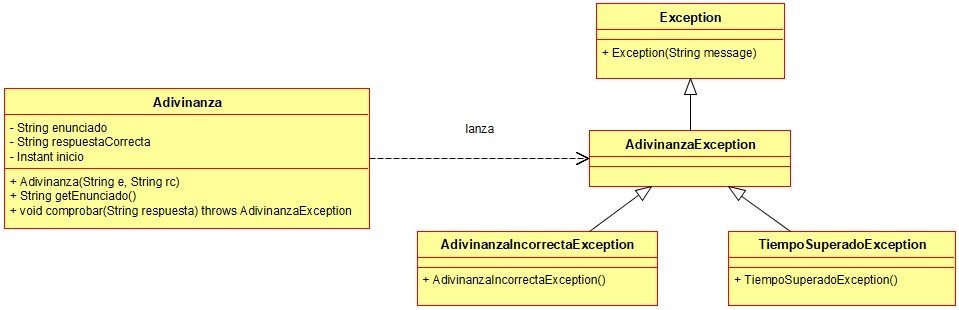 Exception
+ Exception(String message)
Adivinanza
- String enunciado
- String respuestaCorrecta
- Instant inicio
+ Adivinanza(String e, String rc)
+ String getEnunciado()
+ void comprobar(String respuesta) throws AdivinanzaException
lanza
AdivinanzaException
AdivinanzaIncorrectaException
+ AdivinanzaIncorrectaException()
TiempoSuperadoException
+ TiempoSuperadoException()